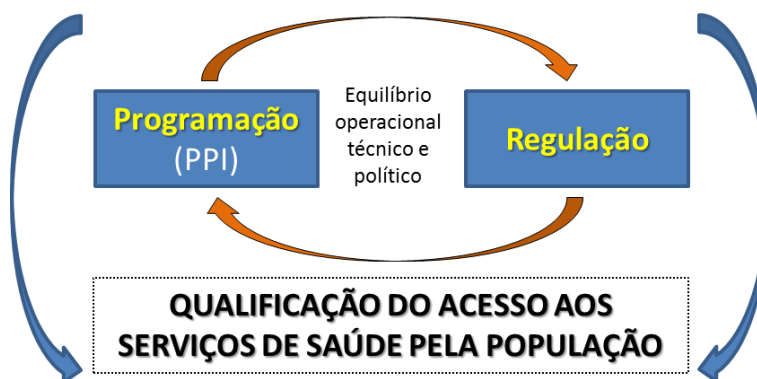 Programação
(PPI)
Equilíbrio
operacional
técnico e
político
Regulação
QUALIFICAÇÃO DO ACESSO AOS
SERVIÇOS DE SAÚDE PELA POPULAÇÃO